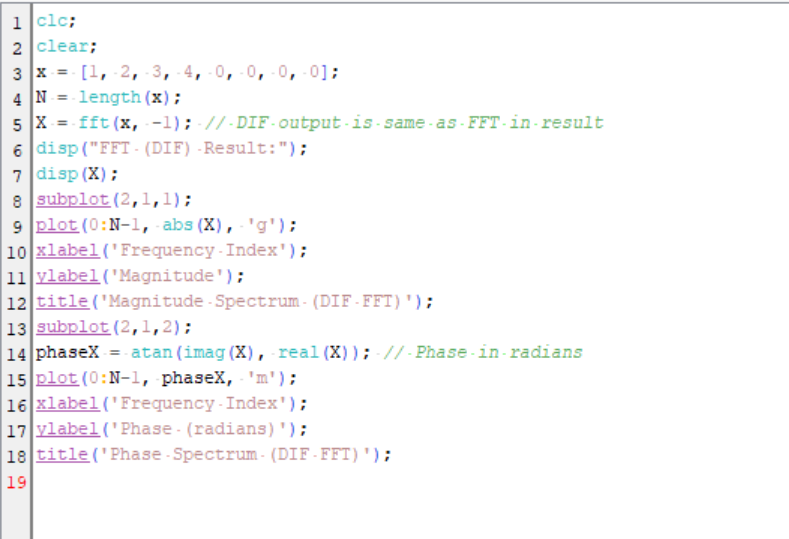 1 clc;
2 clear;
3 x = [1, 2, 3, 4, 0, 0, 0, 0];
4 N = length(x);
5 X = fft(x, -1); // DIF output is same as FFT in result
6 disp("FFT (DIF) Result:");
7 disp(X);
8 subplot(2,1,1);
9 plot(0:N-1, abs(X), 'g');
10 xlabel('Frequency Index');
11 ylabel('Magnitude');
12 title('Magnitude Spectrum (DIF FFT)');
13 subplot(2,1,2);
14 phaseX = atan(imag(X), real(X)); // Phase in radians
15 plot(0:N-1, phaseX, 'm');
16 xlabel('Frequency Index');
17 ylabel('Phase (radians)');
18 title('Phase Spectrum (DIF FFT)');
19